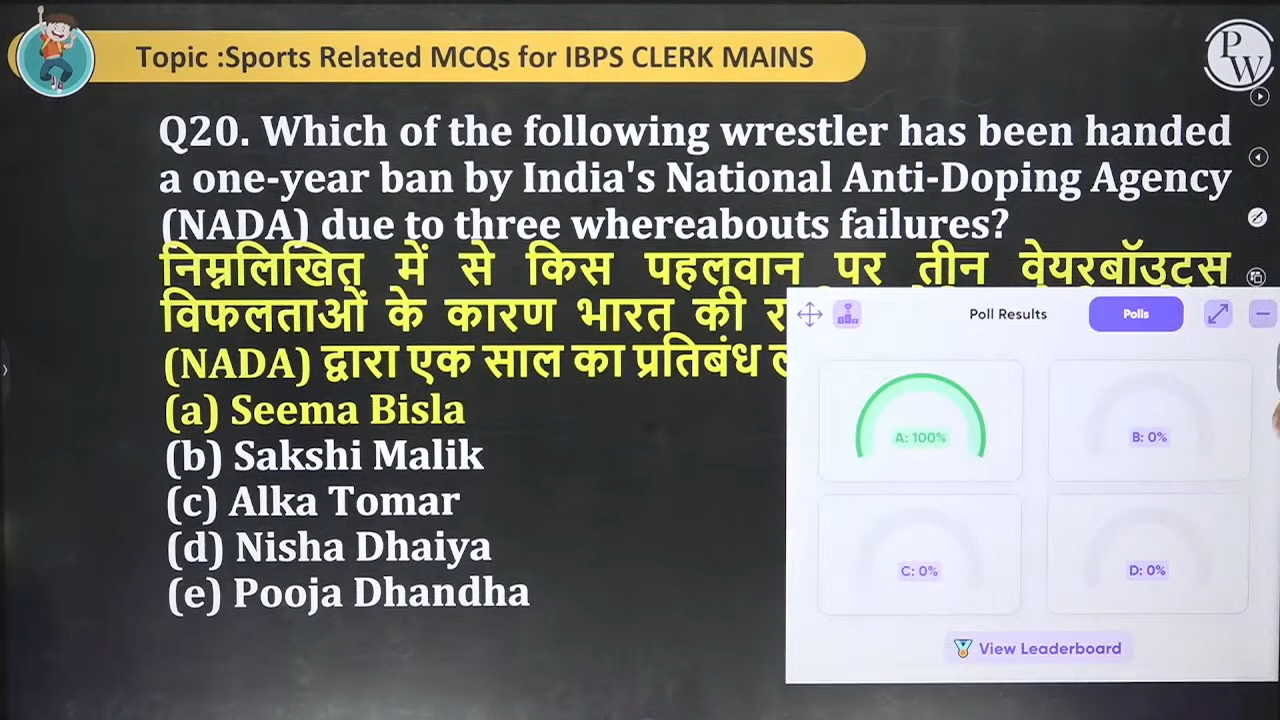 Topic :Sports Related MCQs for IBPS CLERK MAINS
PW
Q20. Which of the following wrestler has been handed
a one-year ban by India's National Anti-Doping Agency
(NADA) due to three whereabouts failures?
निम्नलिखित में से किस पहलवान पर तीन वेयरबॉउट्स
विफलताओं के कारण भारत की
(NADA) द्वारा एक साल का प्रतिबंध
(a) Seema Bisla
(b) Sakshi Malik
(c) Alka Tomar
(d) Nisha Dhaiya
(e) Pooja Dhandha
Poll Results
Polls
A: 100%
B: 0%
C: 0%
D: 0%
View Leaderboard